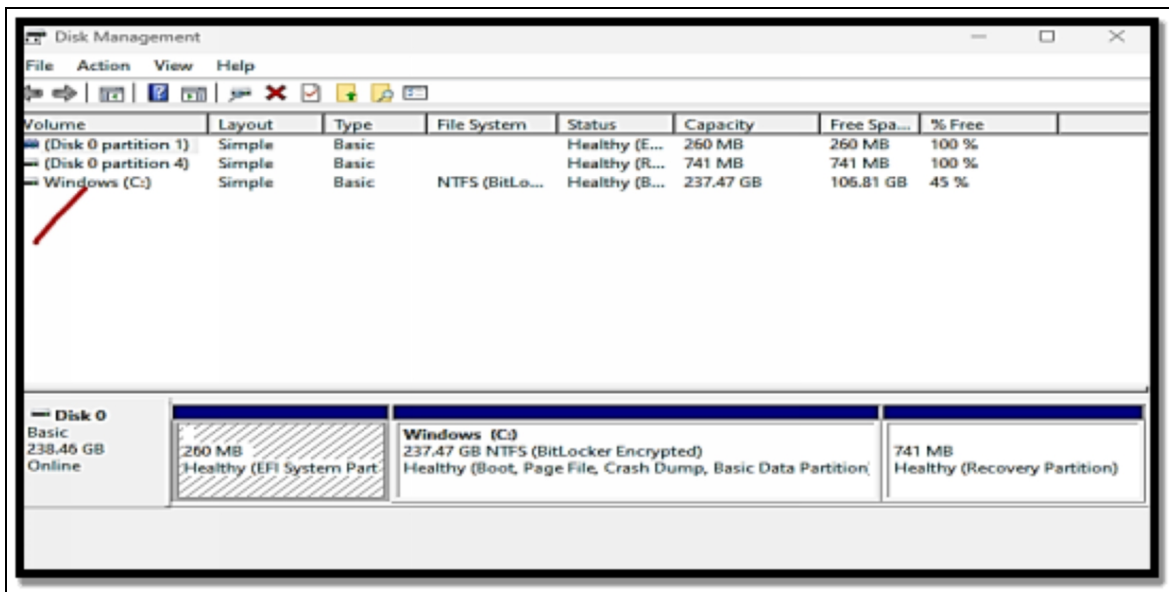 Disk Management
File Action View Help
Volume Layout Type File System Status Capacity Free Spa... % Free
(Disk 0 partition 1) Simple Basic Healthy (E... 260 MB 260 MB 100 %
(Disk 0 partition 4) Simple Basic Healthy (R... 741 MB 741 MB 100 %
Windows (C:) Simple Basic NTFS (BitLo... Healthy (B... 237.47 GB 106.81 GB 45 %
Disk 0
Basic
238.46 GB
Online
260 MB
Healthy (EFI System Part
Windows (C:)
237.47 GB NTFS (BitLocker Encrypted)
Healthy (Boot, Page File, Crash Dump, Basic Data Partition
741 MB
Healthy (Recovery Partition)